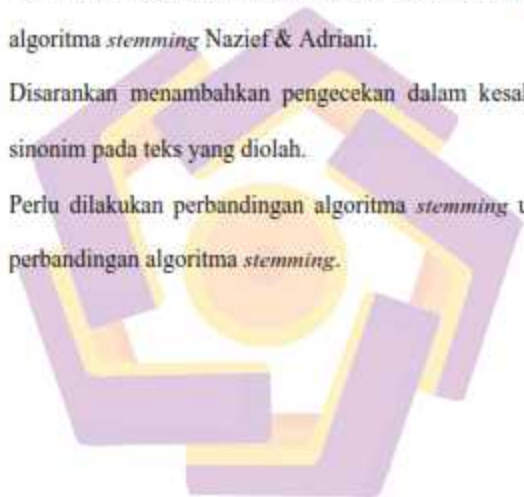 algoritma stemming Nazief & Adriani.
Disarankan menambahkan pengecekan dalam
sinonim pada teks yang diolah.
Perlu dilakukan perbandingan algoritma stemming
perbandingan algoritma stemming.